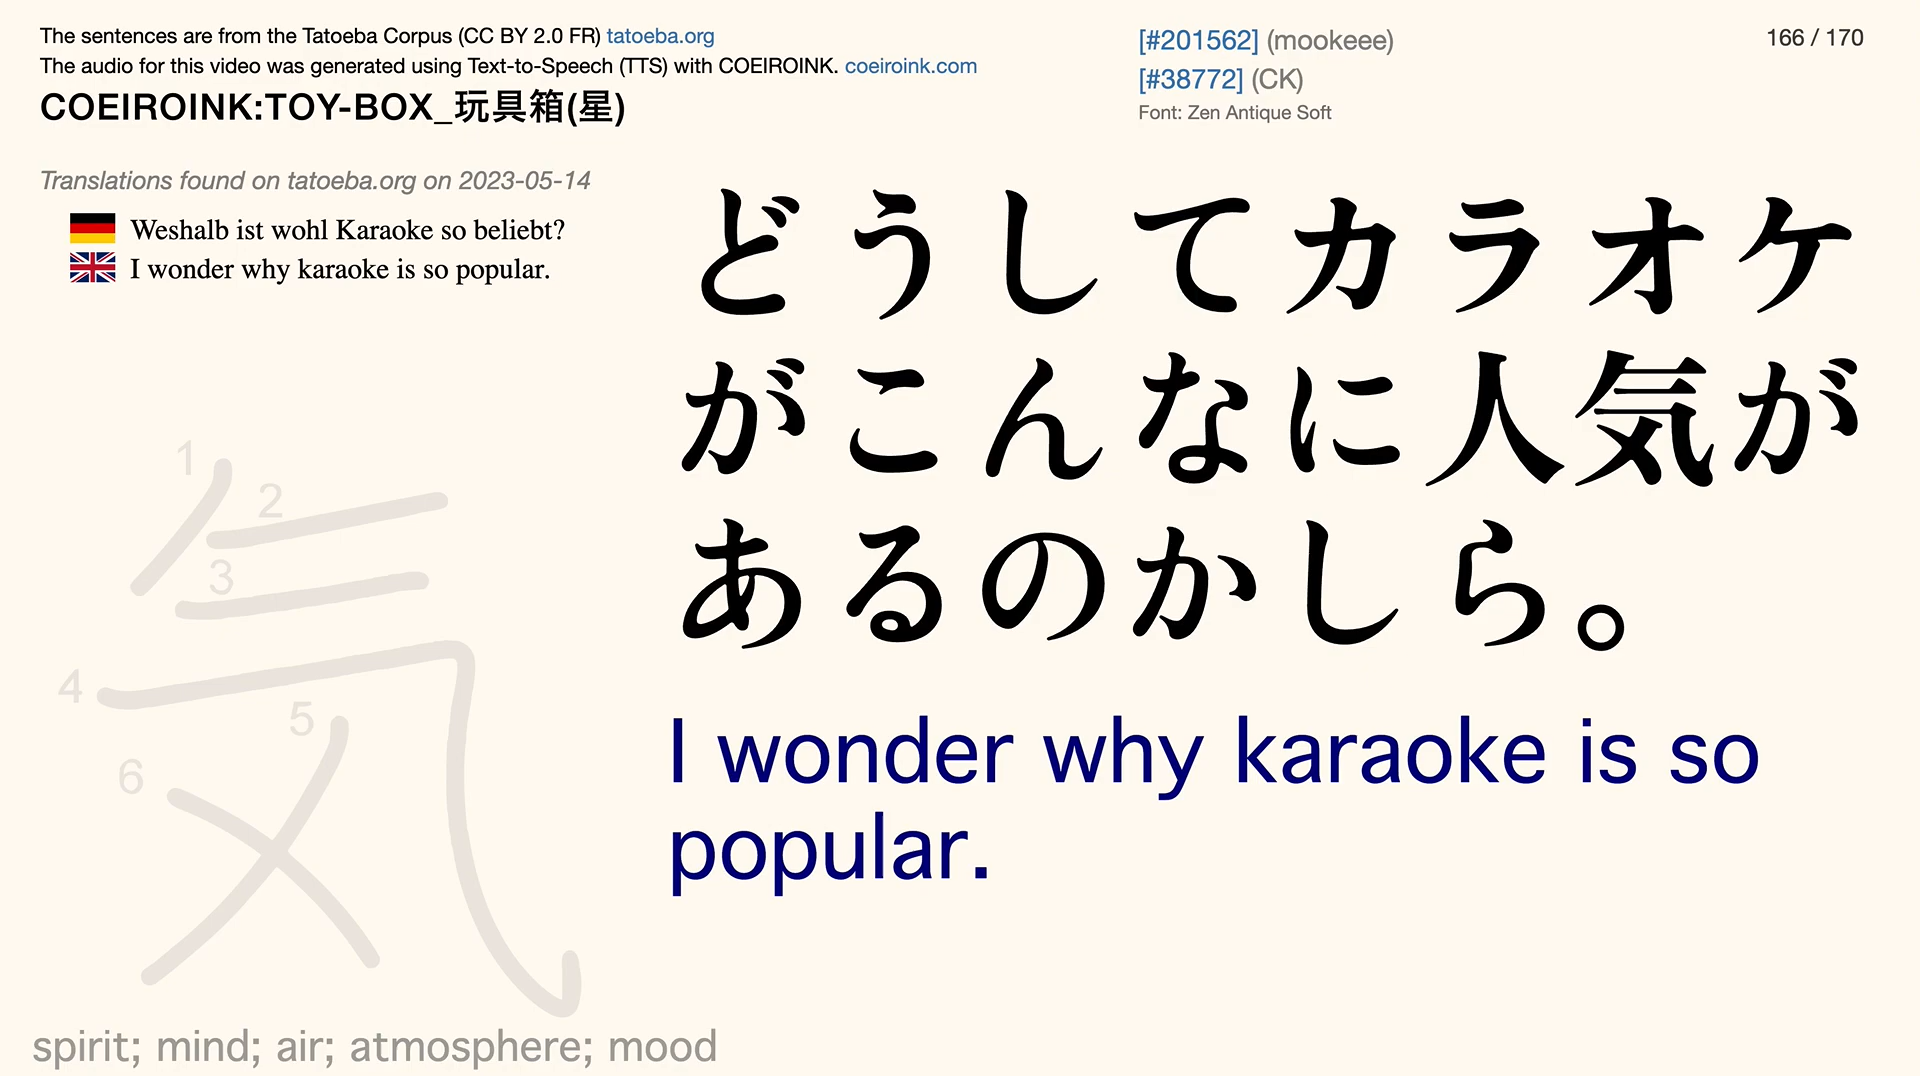 The sentences are from the Tatoeba Corpus (CC BY 2.0 FR) tatoeba.org
The audio for this video was generated using Text-to-Speech (TTS) with COEIROINK. coeiroink.com
COEIROINK:TOY-BOX_玩具箱(星)
[#201562] (mookeee)
[#38772] (CK)
Font: Zen Antique Soft
166 / 170
Translations found on tatoeba.org on 2023-05-14
Weshalb ist wohl Karaoke so beliebt?
I wonder why karaoke is so popular.
どうしてカラオケ
がこんなに人気が
あるのかしら。
I wonder why karaoke is so
popular.
気
1
2
3
4
5
6
spirit; mind; air; atmosphere; mood